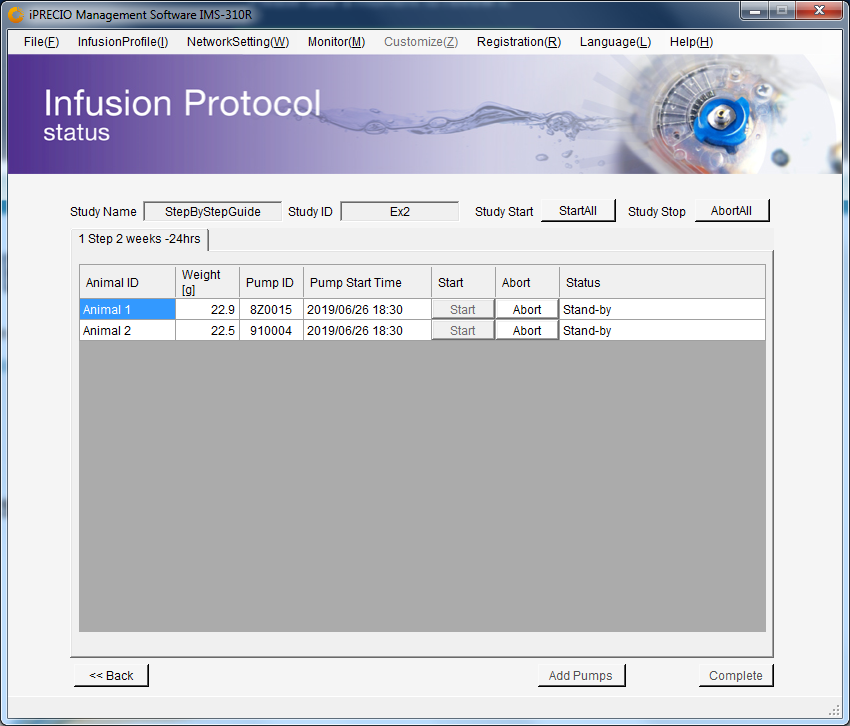 iPRECIO Management Software IMS-310R
File(F) InfusionProfile(I) NetworkSetting(W) Monitor(M) Customize(Z) Registration(R) Language(L) Help(H)
Infusion Protocol
status
Study Name StepByStepGuide Study ID Ex2 Study Start StartAll Study Stop AbortAll
1 Step 2 weeks -24hrs
Animal ID Weight [g] Pump ID Pump Start Time Start Abort Status
Animal 1 22.9 8Z0015 2019/06/26 18:30 Start Abort Stand-by
Animal 2 22.5 910004 2019/06/26 18:30 Start Abort Stand-by
<< Back Add Pumps Complete